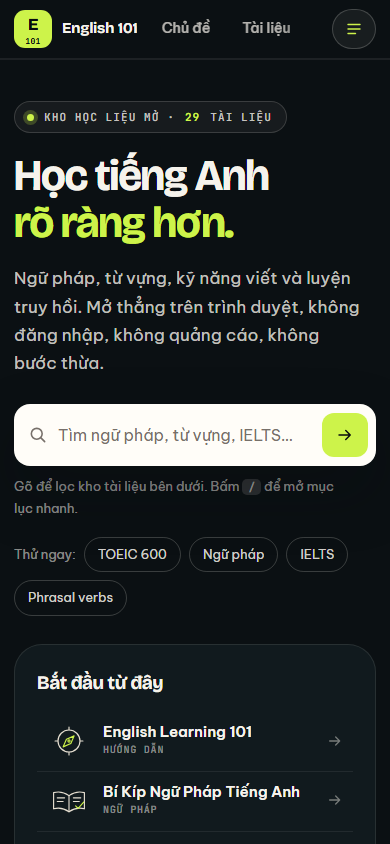 E
101
English 101
Chủ đề
Tài liệu
KHO HỌC LIỆU MỞ · 29 TÀI LIỆU
Học tiếng Anh
rõ ràng hơn.
Ngữ pháp, từ vựng, kỹ năng viết và luyện
truy hồi. Mở thẳng trên trình duyệt, không
đăng nhập, không quảng cáo, không
bước thừa.
Tìm ngữ pháp, từ vựng, IELTS...
Gõ để lọc kho tài liệu bên dưới. Bấm / để mở mục
lục nhanh.
Thử ngay:
TOEIC 600
Ngữ pháp
IELTS
Phrasal verbs
Bắt đầu từ đây
English Learning 101
HƯỚNG DẪN
Bí Kíp Ngữ Pháp Tiếng Anh
NGỮ PHÁP